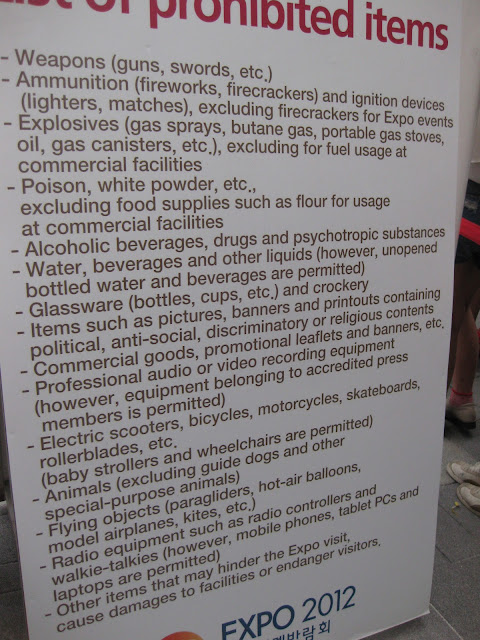 List of prohibited items
- Weapons (guns, swords, etc.)
- Ammunition (fireworks, firecrackers) and ignition devices
(lighters, matches), excluding firecrackers for Expo events
- Explosives (gas sprays, butane gas, portable gas stoves,
oil, gas canisters, etc.), excluding for fuel usage at
commercial facilities
- Poison, white powder, etc.,
excluding food supplies such as flour for usage
at commercial facilities
- Alcoholic beverages, drugs and psychotropic substances
- Water, beverages and other liquids (however, unopened
bottled water and beverages are permitted)
- Glassware (bottles, cups, etc.) and crockery
- Items such as pictures, banners and printouts containing
political, anti-social, discriminatory or religious contents
- Commercial goods, promotional leaflets and banners, etc.
- Professional audio or video recording equipment
(however, equipment belonging to accredited press
members is permitted)
- Electric scooters, bicycles, motorcycles, skateboards,
rollerblades, etc.
(baby strollers and wheelchairs are permitted)
- Animals (excluding guide dogs and other
special-purpose animals)
- Flying objects (paragliders, hot-air balloons,
model airplanes, kites, etc.)
- Radio equipment such as radio controllers and
walkie-talkies (however, mobile phones, tablet PCs and
laptops are permitted)
- Other items that may hinder the Expo visit,
cause damages to facilities or endanger visitors.
EXPO 2012